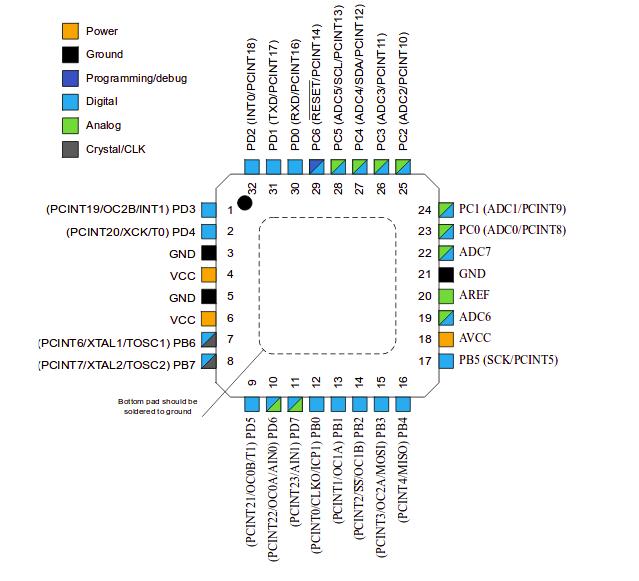 Power
Ground
Programming/debug
Digital
Analog
Crystal/CLK
PD2 (INT0/PCINT18)
PD1 (TXD/PCINT17)
PD0 (RXD/PCINT16)
PC6 (RESET/PCINT14)
PC5 (ADC5/SCL/PCINT13)
PC4 (ADC4/SDA/PCINT12)
PC3 (ADC3/PCINT11)
PC2 (ADC2/PCINT10)
32
31
30
29
28
27
26
25
(PCINT19/OC2B/INT1) PD3
1
(PCINT20/XCK/T0) PD4
2
GND
3
VCC
4
GND
5
VCC
6
(PCINT6/XTAL1/TOSC1) PB6
7
(PCINT7/XTAL2/TOSC2) PB7
8
24
PC1 (ADC1/PCINT9)
23
PC0 (ADC0/PCINT8)
22
ADC7
21
GND
20
AREF
19
ADC6
18
AVCC
17
PB5 (SCK/PCINT5)
Bottom pad should be
soldered to ground
9
10
11
12
13
14
15
16
(PCINT21/OC0B/T1) PD5
(PCINT22/OC0A/AIN0) PD6
(PCINT23/AIN1) PD7
(PCINT0/CLKO/ICP1) PB0
(PCINT1/OC1A) PB1
(PCINT2/SS/OC1B) PB2
(PCINT3/OC2A/MOSI) PB3
(PCINT4/MISO) PB4